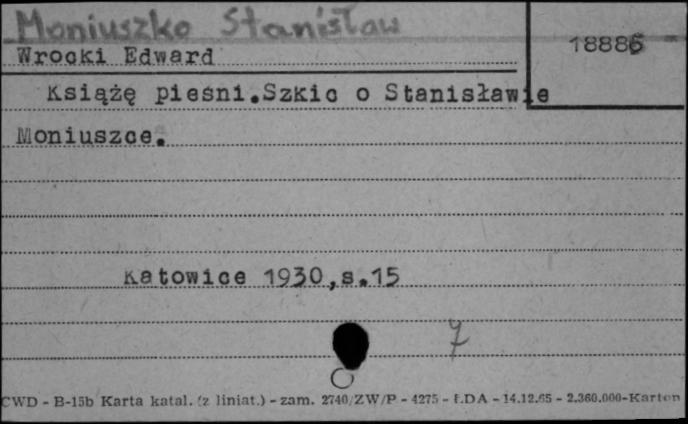 Moniuszko Stanisław
18886
Wrocki Edward
Książę pieśni.Szkic o Stanisławie
Moniuszce.
Katowice 1930,s.15
7
CWD - B-15b Karta katal. (z liniat.) - zam. 2740/ZW/P - 4275 - ŁDA - 14.12.65 - 2.360.000-Karton